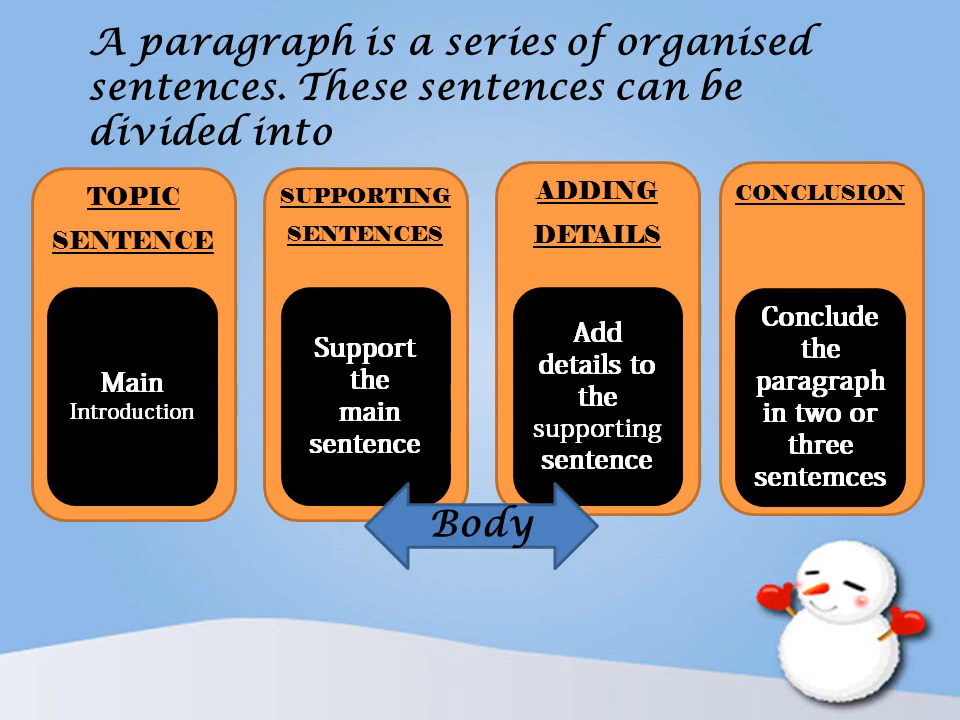 A paragraph is a series of organised
sentences. These sentences can be
divided into
TOPIC
SENTENCE
Main
Introduction
SUPPORTING
SENTENCES
Support
the
main
sentence
ADDING
DETAILS
Add
details to
the
supporting
sentence
CONCLUSION
Conclude
the
paragraph
in two or
three
sentemces
Body